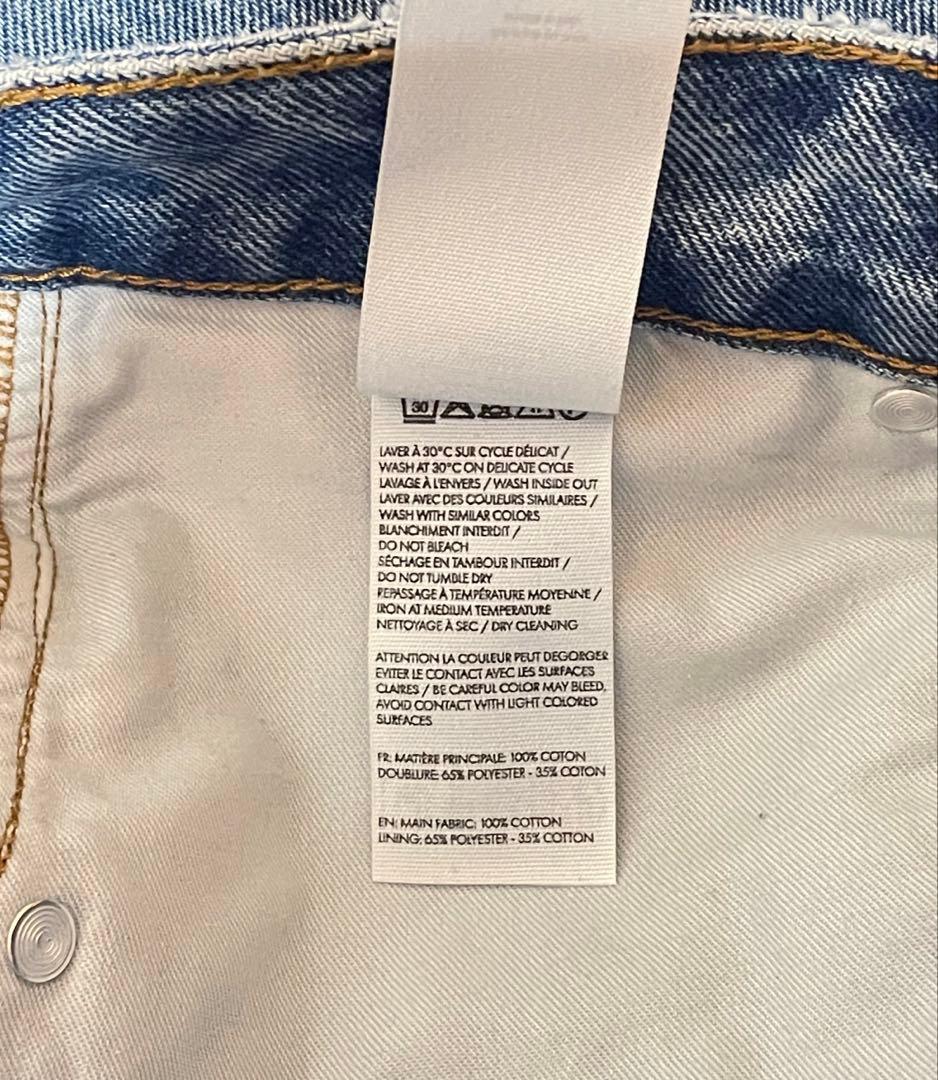 30
LAVER À 30°C SUR CYCLE DÉLICAT /
WASH AT 30°C ON DELICATE CYCLE
LAVAGE À L'ENVERS / WASH INSIDE OUT
LAVER AVEC DES COULEURS SIMILAIRES /
WASH WITH SIMILAR COLORS
BLANCHIMENT INTERDIT /
DO NOT BLEACH
SÉCHAGE EN TAMBOUR INTERDIT /
DO NOT TUMBLE DRY
REPASSAGE À TEMPÉRATURE MOYENNE /
IRON AT MEDIUM TEMPERATURE
NETTOYAGE À SEC / DRY CLEANING
ATTENTION LA COULEUR PEUT DEGORGER
EVITER LE CONTACT AVEC LES SURFACES
CLAIRES / BE CAREFUL COLOR MAY BLEED,
AVOID CONTACT WITH LIGHT COLORED
SURFACES
FR: MATIÈRE PRINCIPALE: 100% COTON
DOUBLURE: 65% POLYESTER - 35% COTON
EN: MAIN FABRIC: 100% COTTON
LINING: 65% POLYESTER - 35% COTTON